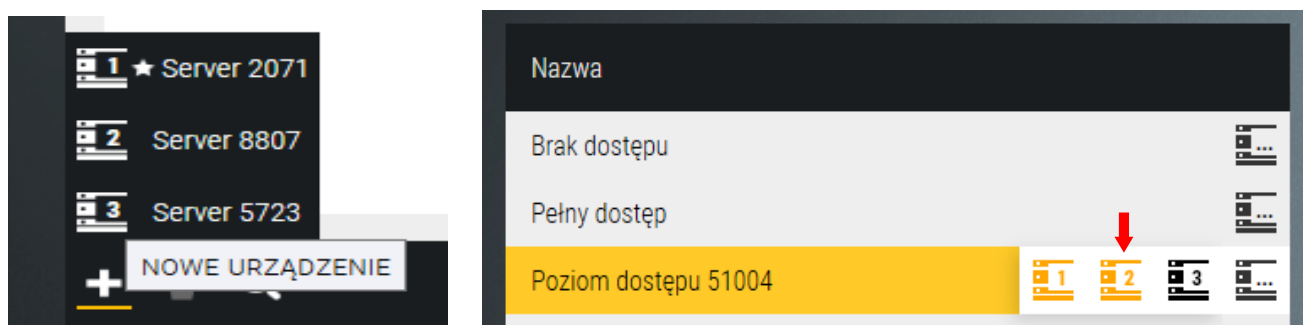 1 ★ Server 2071
2 Server 8807
3 Server 5723
NOWE URZĄDZENIE
Nazwa
Brak dostępu ...
Pełny dostęp ...
Poziom dostępu 51004 1 2 3 ...